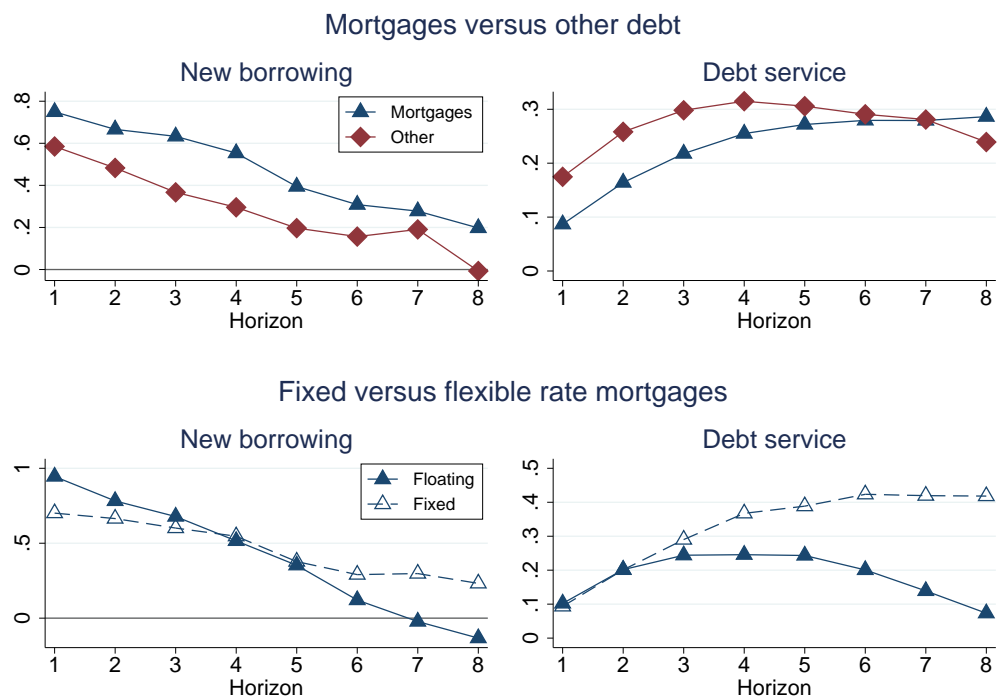 Mortgages versus other debt
New borrowing
Mortgages
Other
0 .2 .4 .6 .8
1 2 3 4 5 6 7 8
Horizon
Debt service
0 .1 .2 .3
1 2 3 4 5 6 7 8
Horizon
Fixed versus flexible rate mortgages
New borrowing
Floating
Fixed
0 .5 1
1 2 3 4 5 6 7 8
Horizon
Debt service
0 .1 .2 .3 .4 .5
1 2 3 4 5 6 7 8
Horizon